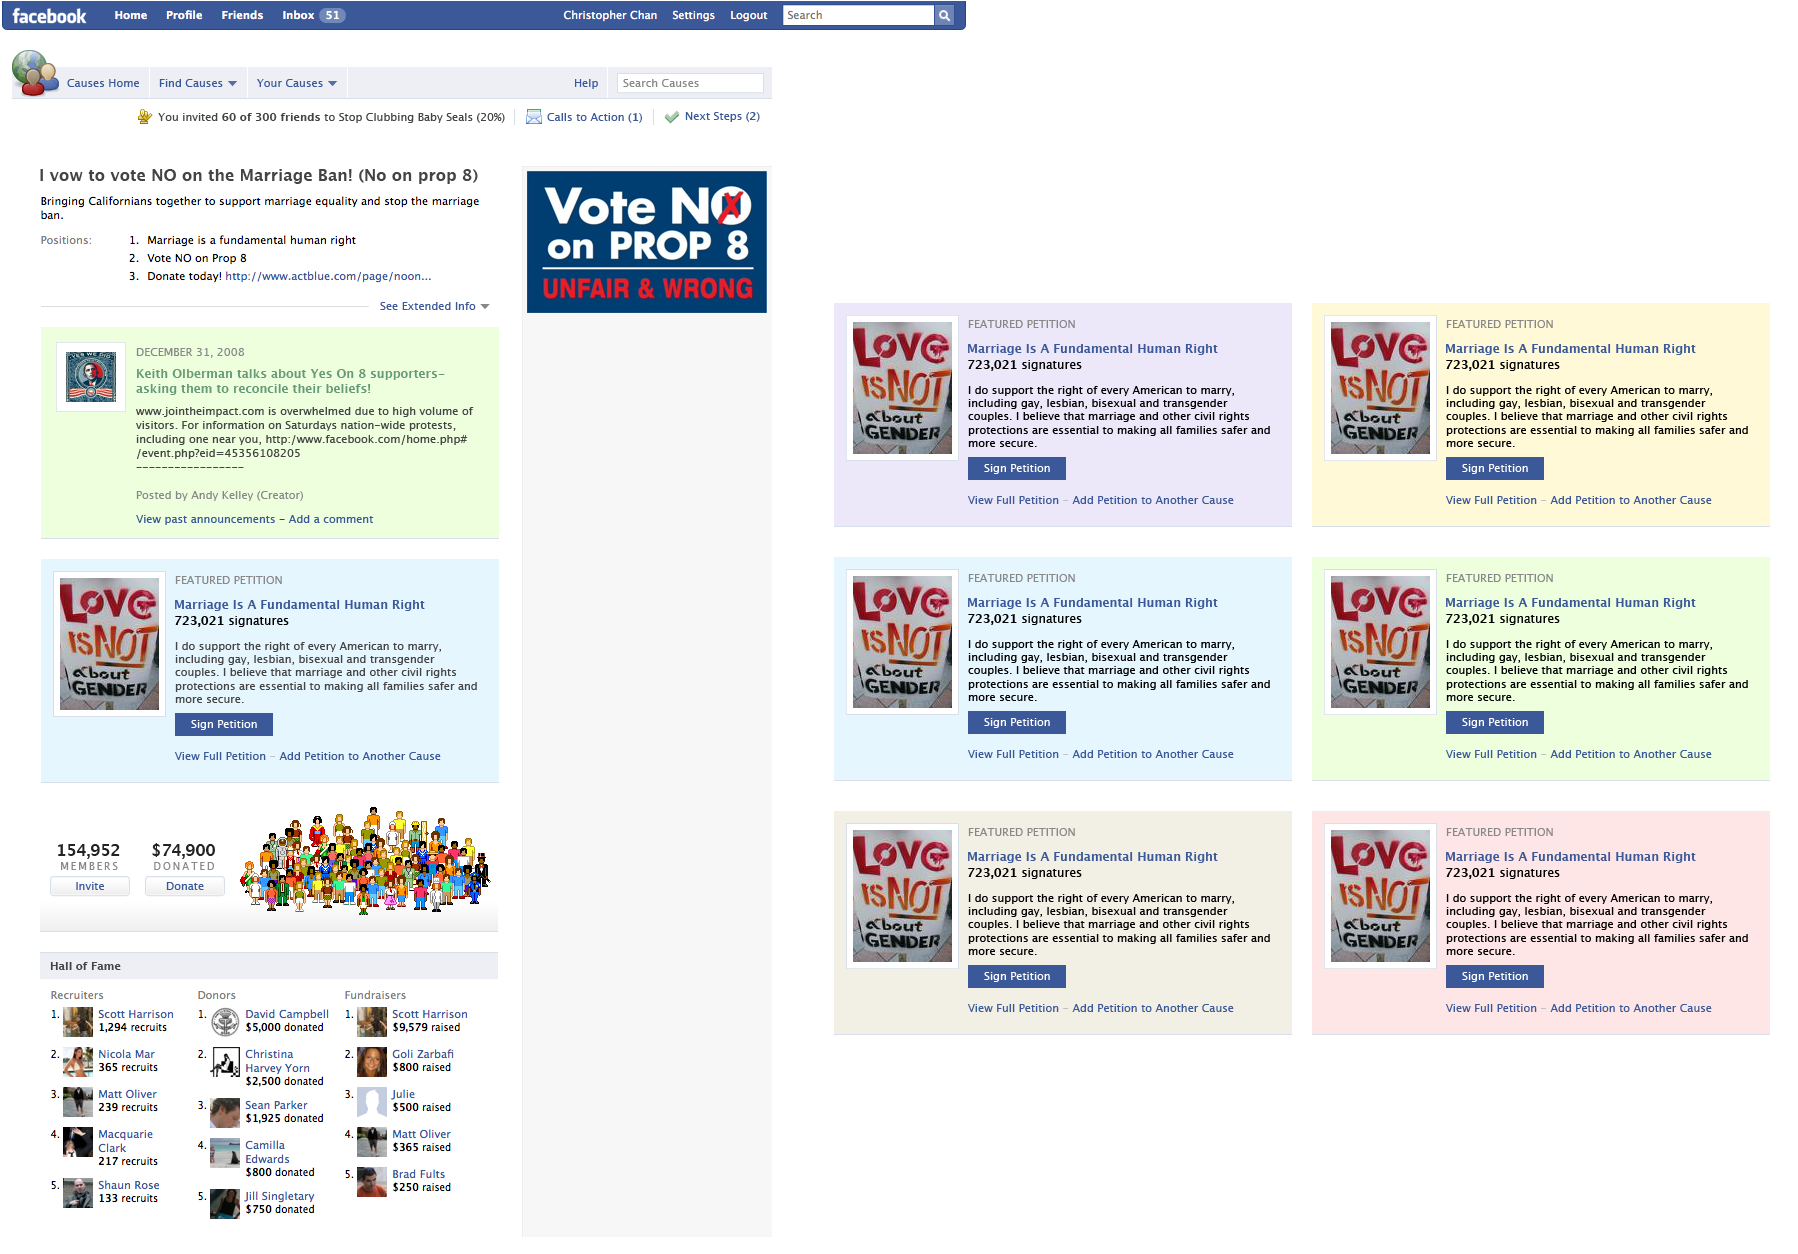 facebook Home Profile Friends Inbox 51 Christopher Chan Settings Logout Search
Causes Home Find Causes Your Causes Help Search Causes
You invited 60 of 300 friends to Stop Clubbing Baby Seals (20%) Calls to Action (1) Next Steps (2)
I vow to vote NO on the Marriage Ban! (No on prop 8)
Bringing Californians together to support marriage equality and stop the marriage
ban.
Positions: 1. Marriage is a fundamental human right
2. Vote NO on Prop 8
3. Donate today! http://www.actblue.com/page/noon...
See Extended Info
Vote NO
on PROP 8
UNFAIR & WRONG
YES WE DID
DECEMBER 31, 2008
Keith Olberman talks about Yes On 8 supporters-
asking them to reconcile their beliefs!
www.jointheimpact.com is overwhelmed due to high volume of
visitors. For information on Saturdays nation-wide protests,
including one near you, http:/www.facebook.com/home.php#
/event.php?eid=45356108205
-----------------
Posted by Andy Kelley (Creator)
View past announcements - Add a comment
LOVE
IS NOT
about
GENDER
FEATURED PETITION
Marriage Is A Fundamental Human Right
723,021 signatures
I do support the right of every American to marry,
including gay, lesbian, bisexual and transgender
couples. I believe that marriage and other civil rights
protections are essential to making all families safer and
more secure.
Sign Petition
View Full Petition - Add Petition to Another Cause
154,952 $74,900
MEMBERS DONATED
Invite Donate
Hall of Fame
Recruiters
1. Scott Harrison
1,294 recruits
2. Nicola Mar
365 recruits
3. Matt Oliver
239 recruits
4. Macquarie
Clark
217 recruits
5. Shaun Rose
133 recruits
Donors
1. David Campbell
$5,000 donated
2. Christina
Harvey Yorn
$2,500 donated
3. Sean Parker
$1,925 donated
4. Camilla
Edwards
$800 donated
5. Jill Singletary
$750 donated
Fundraisers
1. Scott Harrison
$9,579 raised
2. Goli Zarbafi
$800 raised
3. Julie
$500 raised
4. Matt Oliver
$365 raised
5. Brad Fults
$250 raised
LOVE
IS NOT
about
GENDER
FEATURED PETITION
Marriage Is A Fundamental Human Right
723,021 signatures
I do support the right of every American to marry,
including gay, lesbian, bisexual and transgender
couples. I believe that marriage and other civil rights
protections are essential to making all families safer and
more secure.
Sign Petition
View Full Petition - Add Petition to Another Cause
LOVE
IS NOT
about
GENDER
FEATURED PETITION
Marriage Is A Fundamental Human Right
723,021 signatures
I do support the right of every American to marry,
including gay, lesbian, bisexual and transgender
couples. I believe that marriage and other civil rights
protections are essential to making all families safer and
more secure.
Sign Petition
View Full Petition - Add Petition to Another Cause
LOVE
IS NOT
about
GENDER
FEATURED PETITION
Marriage Is A Fundamental Human Right
723,021 signatures
I do support the right of every American to marry,
including gay, lesbian, bisexual and transgender
couples. I believe that marriage and other civil rights
protections are essential to making all families safer and
more secure.
Sign Petition
View Full Petition - Add Petition to Another Cause
LOVE
IS NOT
about
GENDER
FEATURED PETITION
Marriage Is A Fundamental Human Right
723,021 signatures
I do support the right of every American to marry,
including gay, lesbian, bisexual and transgender
couples. I believe that marriage and other civil rights
protections are essential to making all families safer and
more secure.
Sign Petition
View Full Petition - Add Petition to Another Cause
LOVE
IS NOT
about
GENDER
FEATURED PETITION
Marriage Is A Fundamental Human Right
723,021 signatures
I do support the right of every American to marry,
including gay, lesbian, bisexual and transgender
couples. I believe that marriage and other civil rights
protections are essential to making all families safer and
more secure.
Sign Petition
View Full Petition - Add Petition to Another Cause
LOVE
IS NOT
about
GENDER
FEATURED PETITION
Marriage Is A Fundamental Human Right
723,021 signatures
I do support the right of every American to marry,
including gay, lesbian, bisexual and transgender
couples. I believe that marriage and other civil rights
protections are essential to making all families safer and
more secure.
Sign Petition
View Full Petition - Add Petition to Another Cause